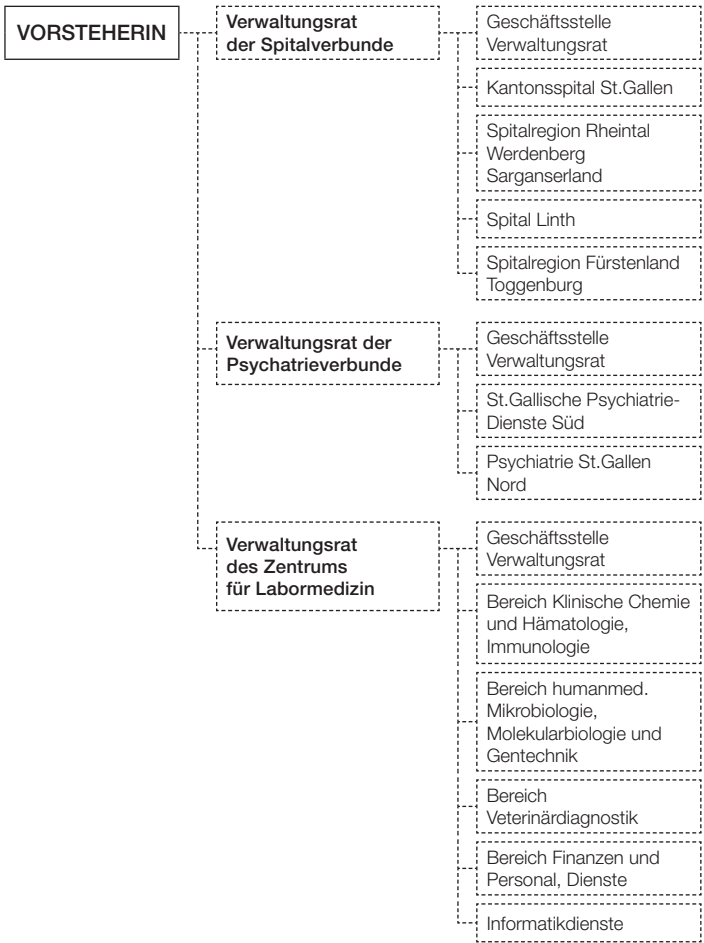 VORSTEHERIN
Verwaltungsrat
der Spitalverbunde
Geschäftsstelle
Verwaltungsrat
Kantonsspital St.Gallen
Spitalregion Rheintal
Werdenberg
Sarganserland
Spital Linth
Spitalregion Fürstenland
Toggenburg
Verwaltungsrat der
Psychatrieverbunde
Geschäftsstelle
Verwaltungsrat
St.Gallische Psychiatrie-
Dienste Süd
Psychiatrie St.Gallen
Nord
Verwaltungsrat
des Zentrums
für Labormedizin
Geschäftsstelle
Verwaltungsrat
Bereich Klinische Chemie
und Hämatologie,
Immunologie
Bereich humanmed.
Mikrobiologie,
Molekularbiologie und
Gentechnik
Bereich
Veterinärdiagnostik
Bereich Finanzen und
Personal, Dienste
Informatikdienste